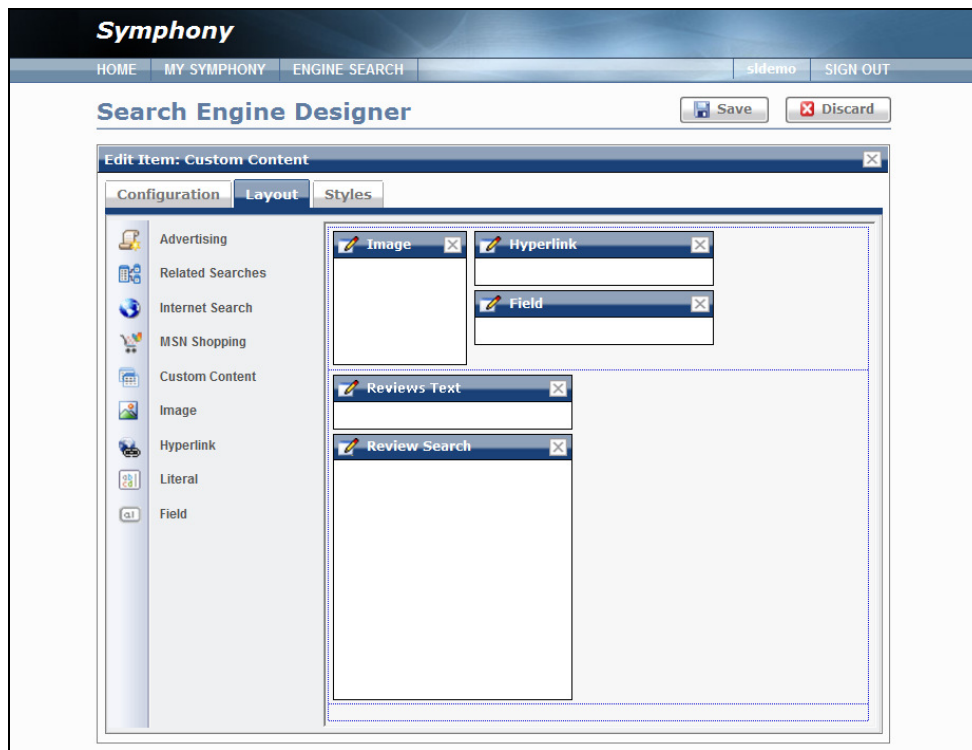 Symphony
HOME MY SYMPHONY ENGINE SEARCH sldemo SIGN OUT
Search Engine Designer Save Discard
Edit Item: Custom Content
Configuration Layout Styles
Advertising
Related Searches
Internet Search
MSN Shopping
Custom Content
Image
Hyperlink
Literal
Field
Image Hyperlink
Field
Reviews Text
Review Search